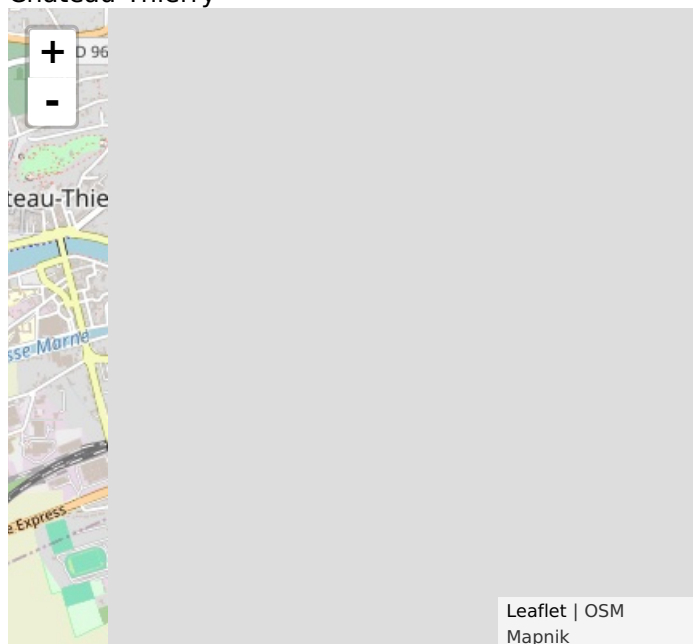 +
D 96
-
teau-Thie
sse Marne
e Express
Leaflet | OSM
Mapnik